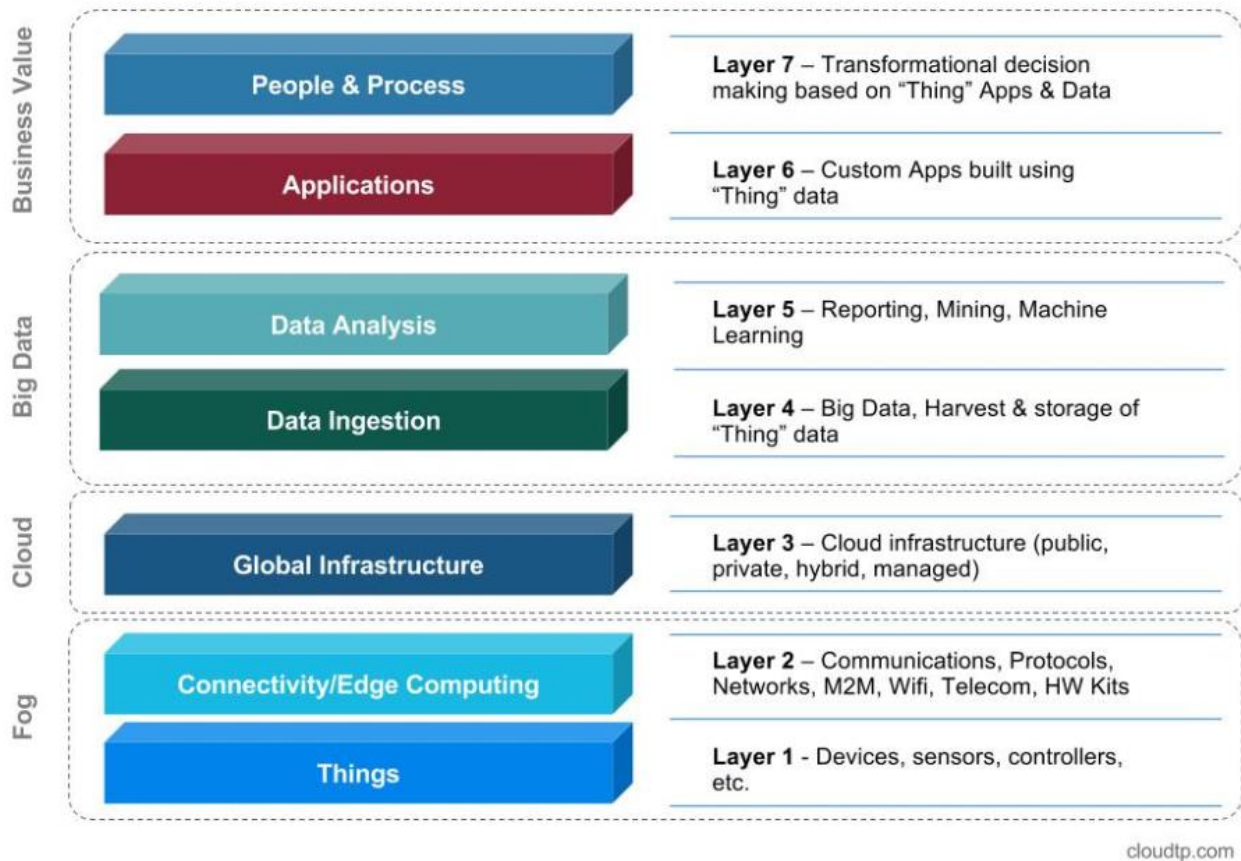 Business Value
People & Process
Layer 7 – Transformational decision
making based on “Thing” Apps & Data
Applications
Layer 6 – Custom Apps built using
“Thing” data
Big Data
Data Analysis
Layer 5 – Reporting, Mining, Machine
Learning
Data Ingestion
Layer 4 – Big Data, Harvest & storage of
“Thing” data
Cloud
Global Infrastructure
Layer 3 – Cloud infrastructure (public,
private, hybrid, managed)
Fog
Connectivity/Edge Computing
Layer 2 – Communications, Protocols,
Networks, M2M, Wifi, Telecom, HW Kits
Things
Layer 1 - Devices, sensors, controllers,
etc.
cloudtp.com